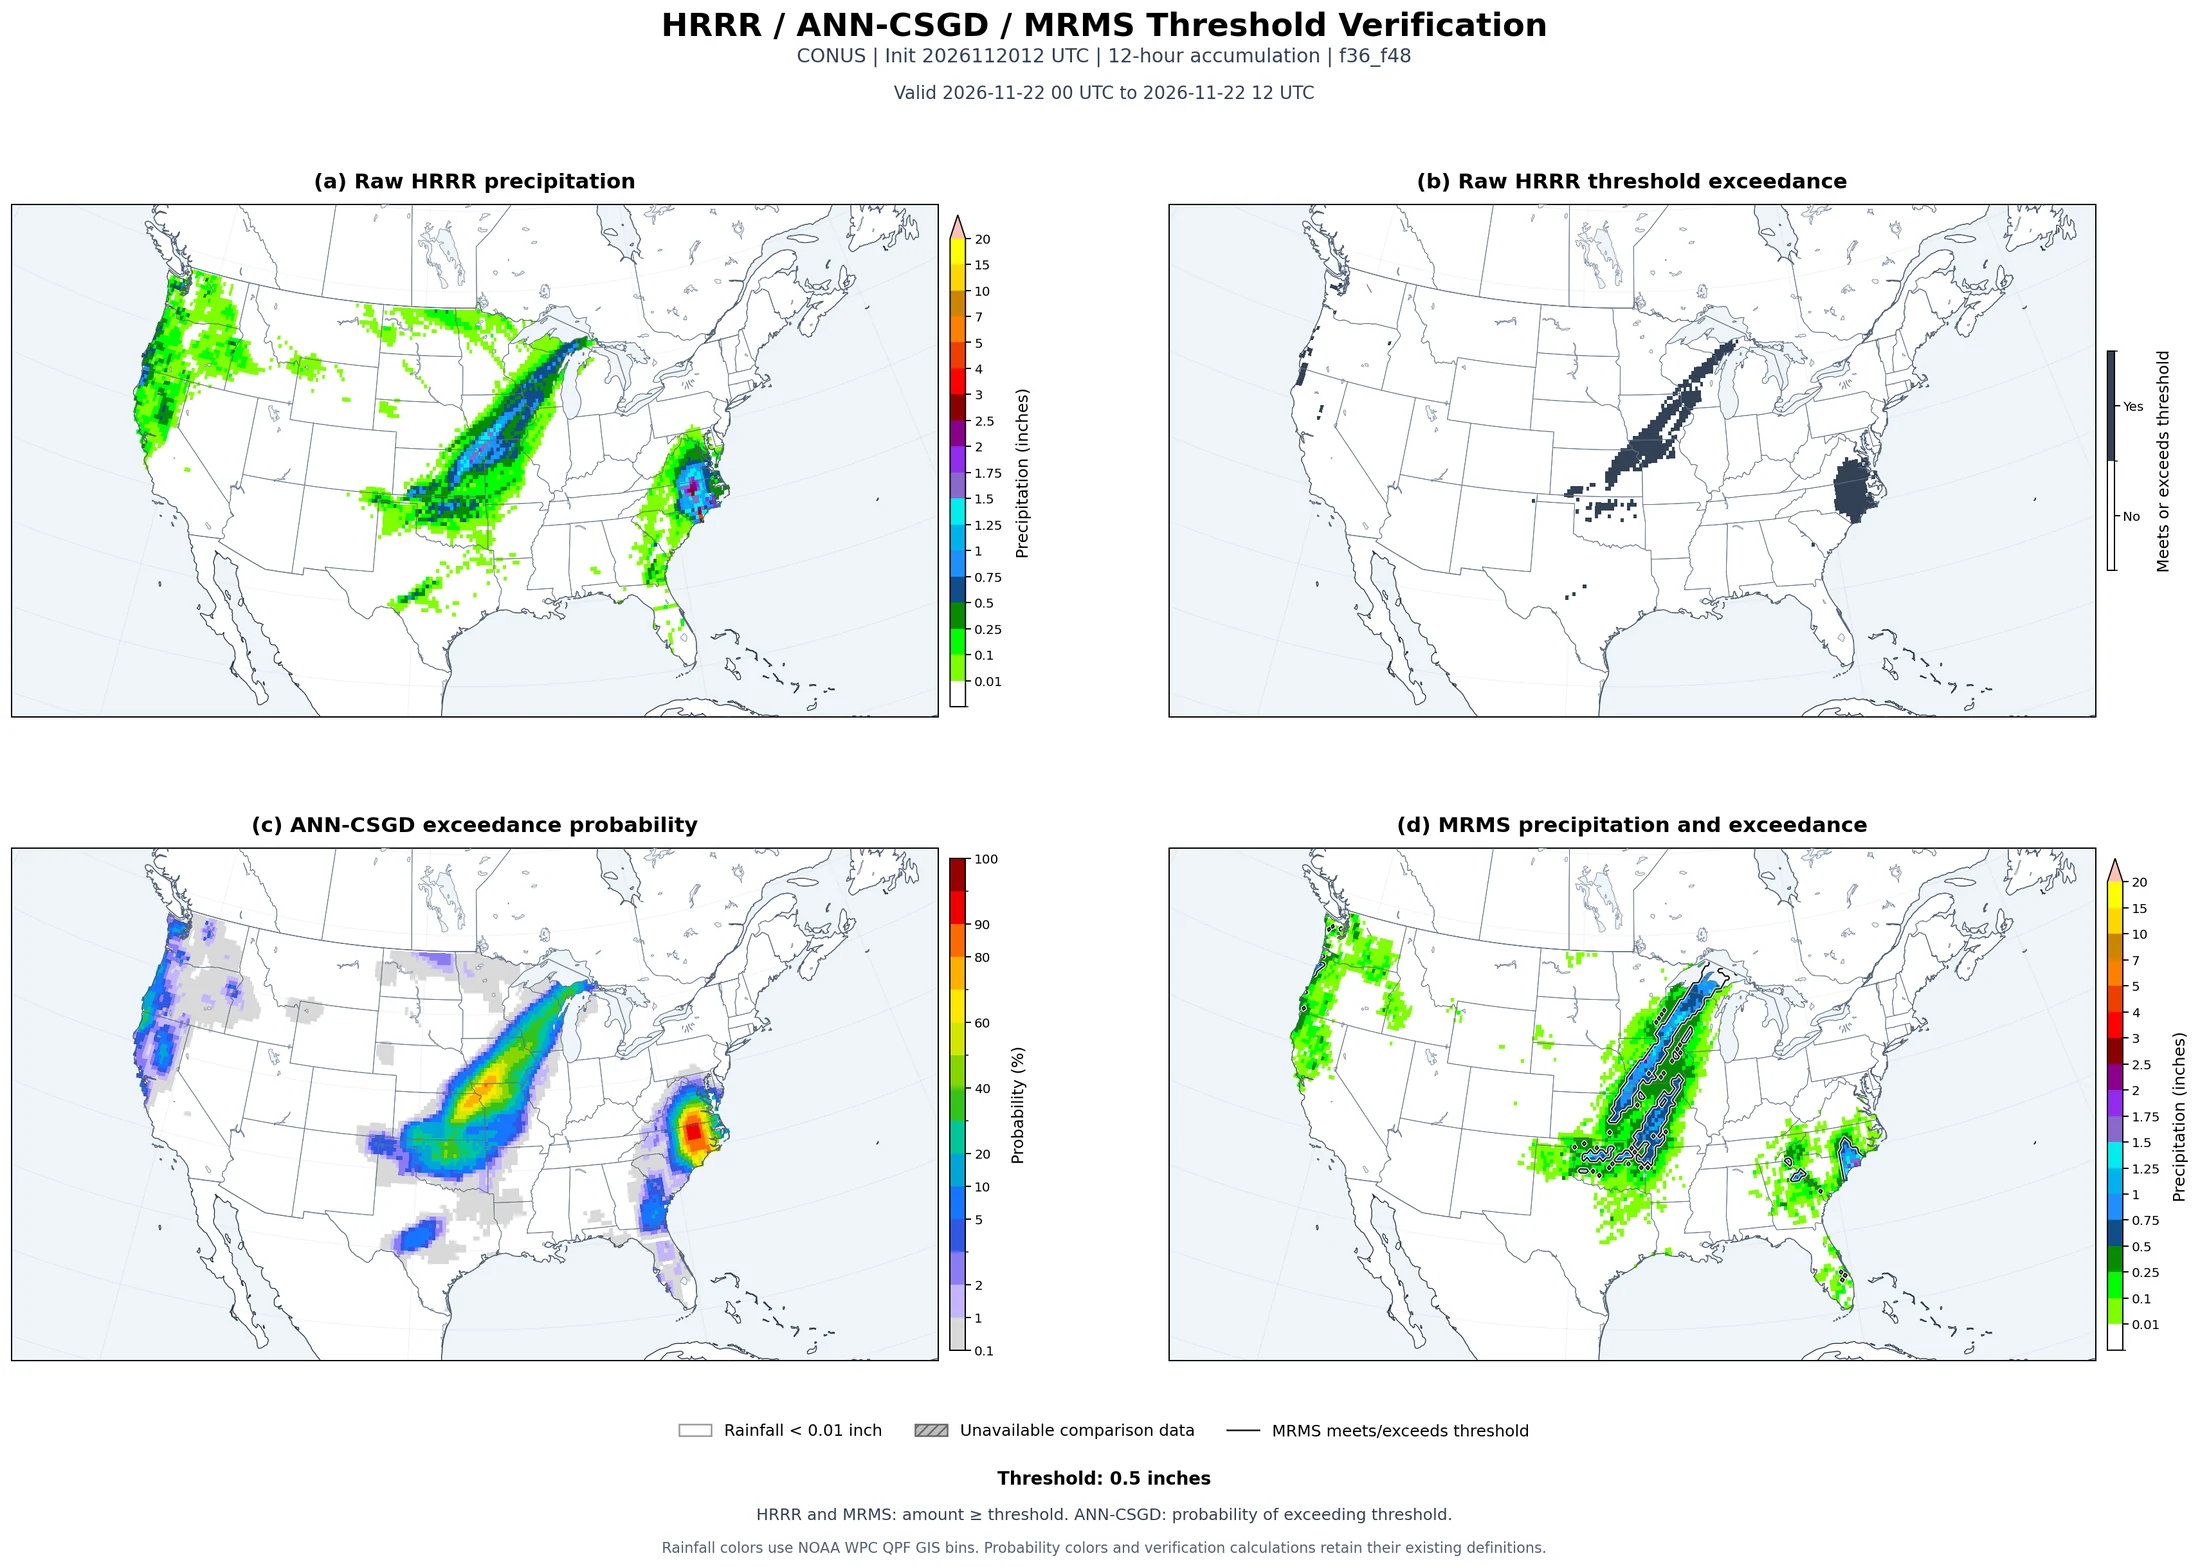 HRRR / ANN-CSGD / MRMS Threshold Verification
CONUS | Init 2026112012 UTC | 12-hour accumulation | f36_f48
Valid 2026-11-22 00 UTC to 2026-11-22 12 UTC
(a) Raw HRRR precipitation
20
15
10
7
5
4
3
2.5
2
1.75
1.5
1.25
1
0.75
0.5
0.25
0.1
0.01
Precipitation (inches)
(b) Raw HRRR threshold exceedance
Yes
No
Meets or exceeds threshold
(c) ANN-CSGD exceedance probability
100
90
80
60
40
20
10
5
2
1
0.1
Probability (%)
(d) MRMS precipitation and exceedance
20
15
10
7
5
4
3
2.5
2
1.75
1.5
1.25
1
0.75
0.5
0.25
0.1
0.01
Precipitation (inches)
Rainfall < 0.01 inch
Unavailable comparison data
MRMS meets/exceeds threshold
Threshold: 0.5 inches
HRRR and MRMS: amount ≥ threshold. ANN-CSGD: probability of exceeding threshold.
Rainfall colors use NOAA WPC QPF GIS bins. Probability colors and verification calculations retain their existing definitions.